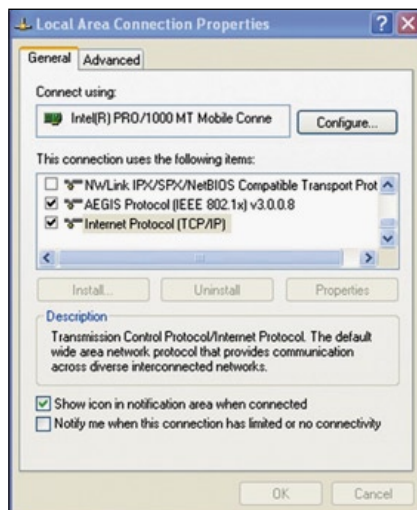 Local Area Connection Properties
General Advanced
Connect using:
Intel(R) PRO/1000 MT Mobile Conne
Configure...
This connection uses the following items:
NWLink IPX/SPX/NetBIOS Compatible Transport Prot
AEGIS Protocol (IEEE 802.1x) v3.0.0.8
Internet Protocol (TCP/IP)
Install... Uninstall Properties
Description
Transmission Control Protocol/Internet Protocol. The default
wide area network protocol that provides communication
across diverse interconnected networks.
Show icon in notification area when connected
Notify me when this connection has limited or no connectivity
OK Cancel